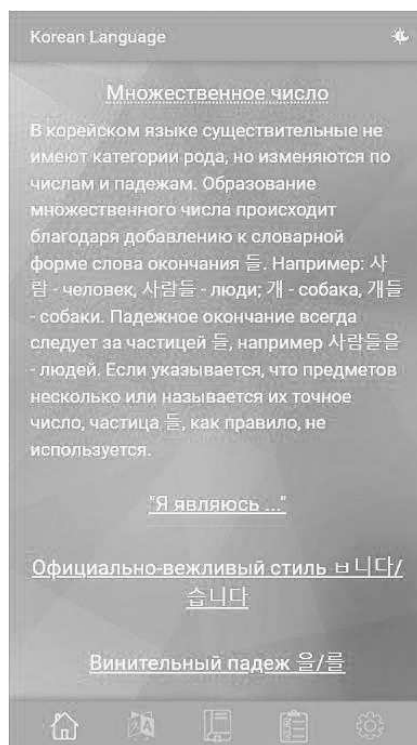 Korean Language
Множественное число
В корейском языке существительные не
имеют категории рода, но изменяются по
числам и падежам. Образование
множественного числа происходит
благодаря добавлению к словарной
форме слова окончания 들. Например: 사
람 - человек, 사람들 - люди; 개 - собака, 개들
- собаки. Падежное окончание всегда
следует за частицей 들, например 사람들을
- людей. Если указывается, что предметов
несколько или называется их точное
число, частица 들, как правило, не
используется.
"Я являюсь ..."
Официально-вежливый стиль ㅂ니다/
습니다
Винительный падеж 을/를